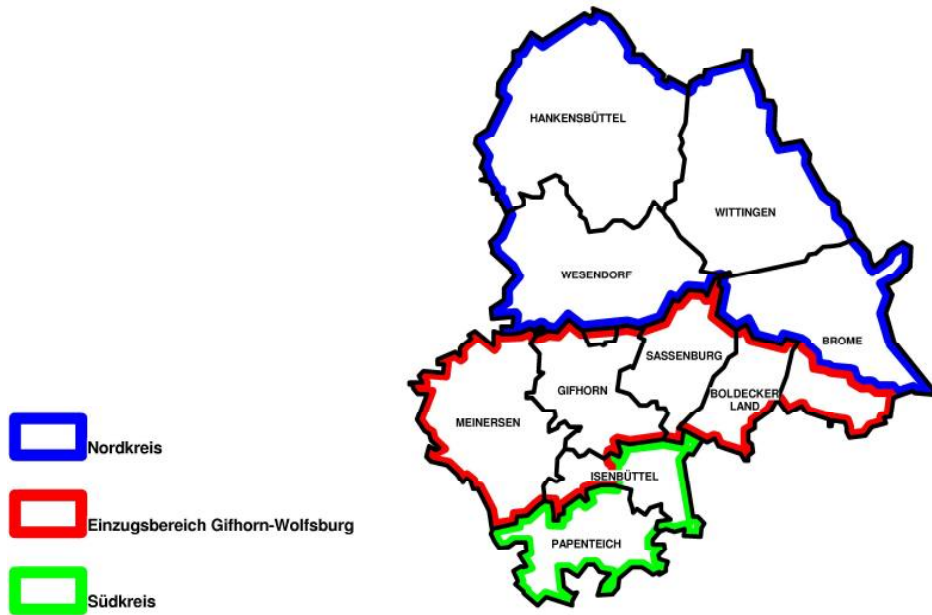 HANKENSBÜTTEL
WITTINGEN
WESENDORF
BROME
SASSENBURG
GIFHORN
BOLDECKER
LAND
MEINERSEN
ISENBÜTTEL
PAPENTEICH
Nordkreis
Einzugsbereich Gifhorn-Wolfsburg
Südkreis